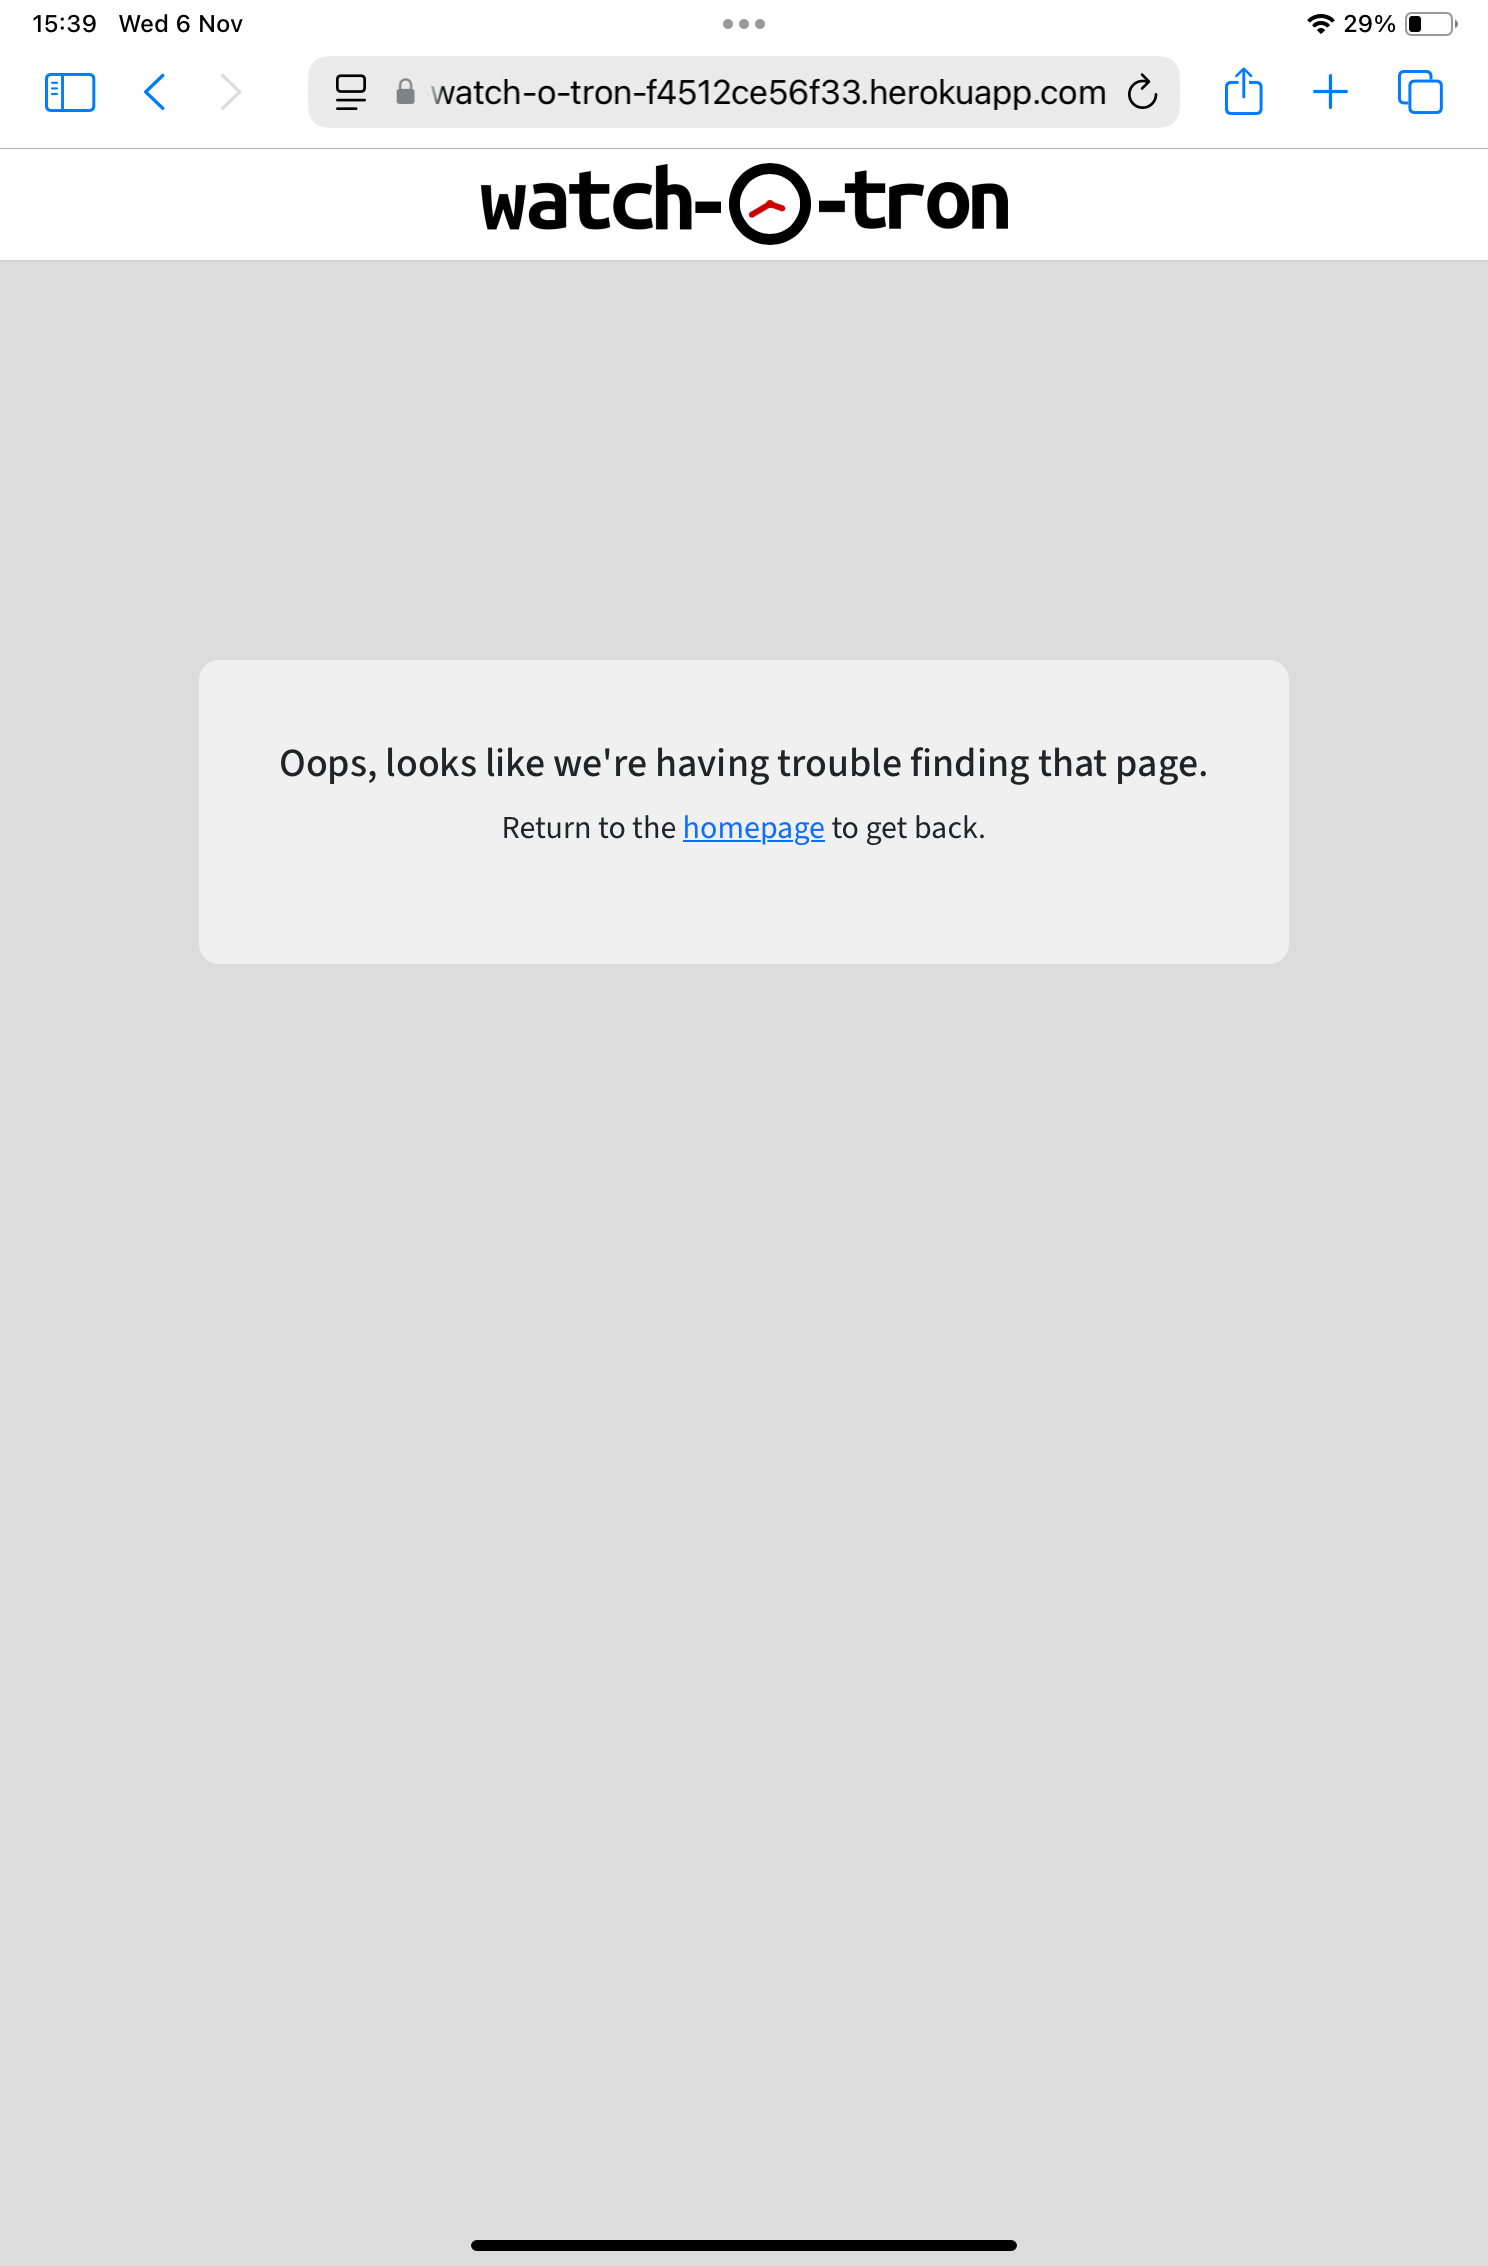 15:39 Wed 6 Nov
29%
watch-o-tron-f4512ce56f33.herokuapp.com
watch-O-tron
Oops, looks like we're having trouble finding that page.
Return to the homepage to get back.